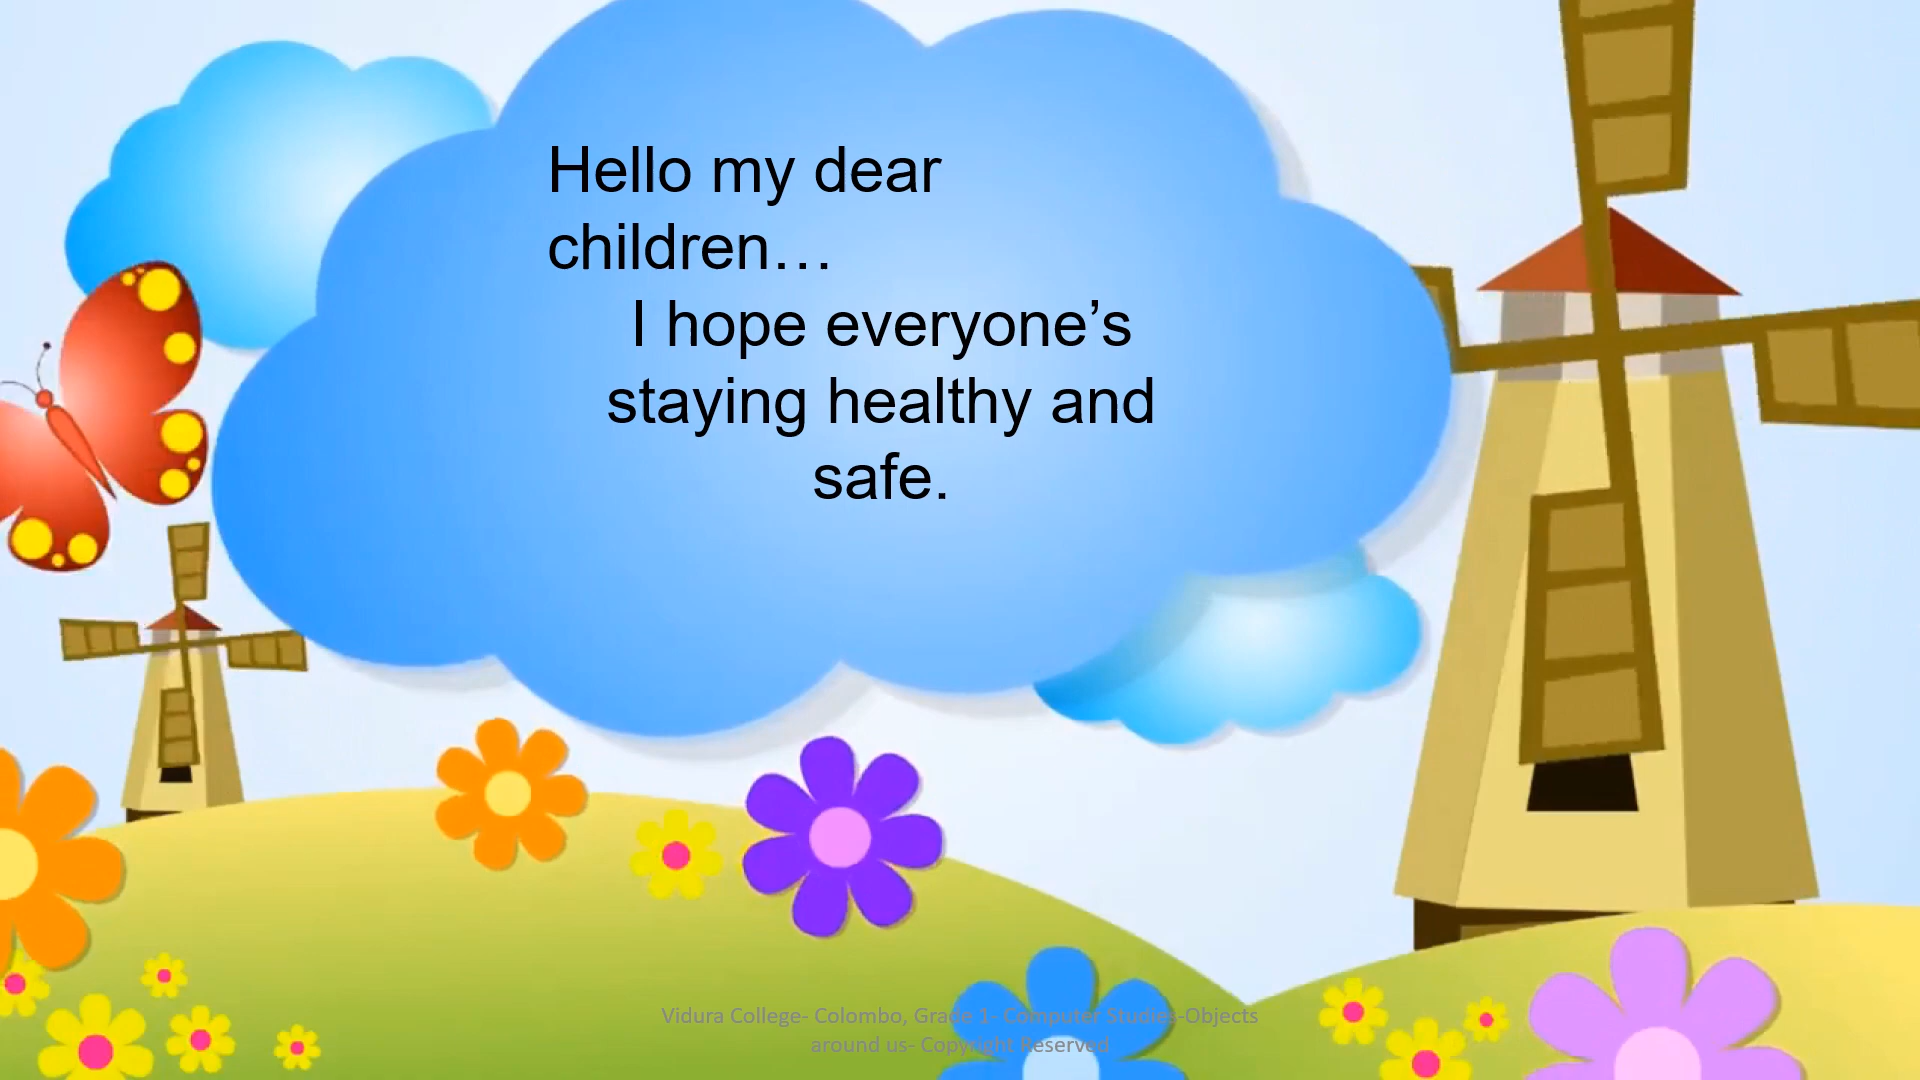 Hello my dear
children…
I hope everyone’s
staying healthy and
safe.
Vidura College- Colombo, Grade 1- Computer Studies-Objects
around us- Copyright Reserved